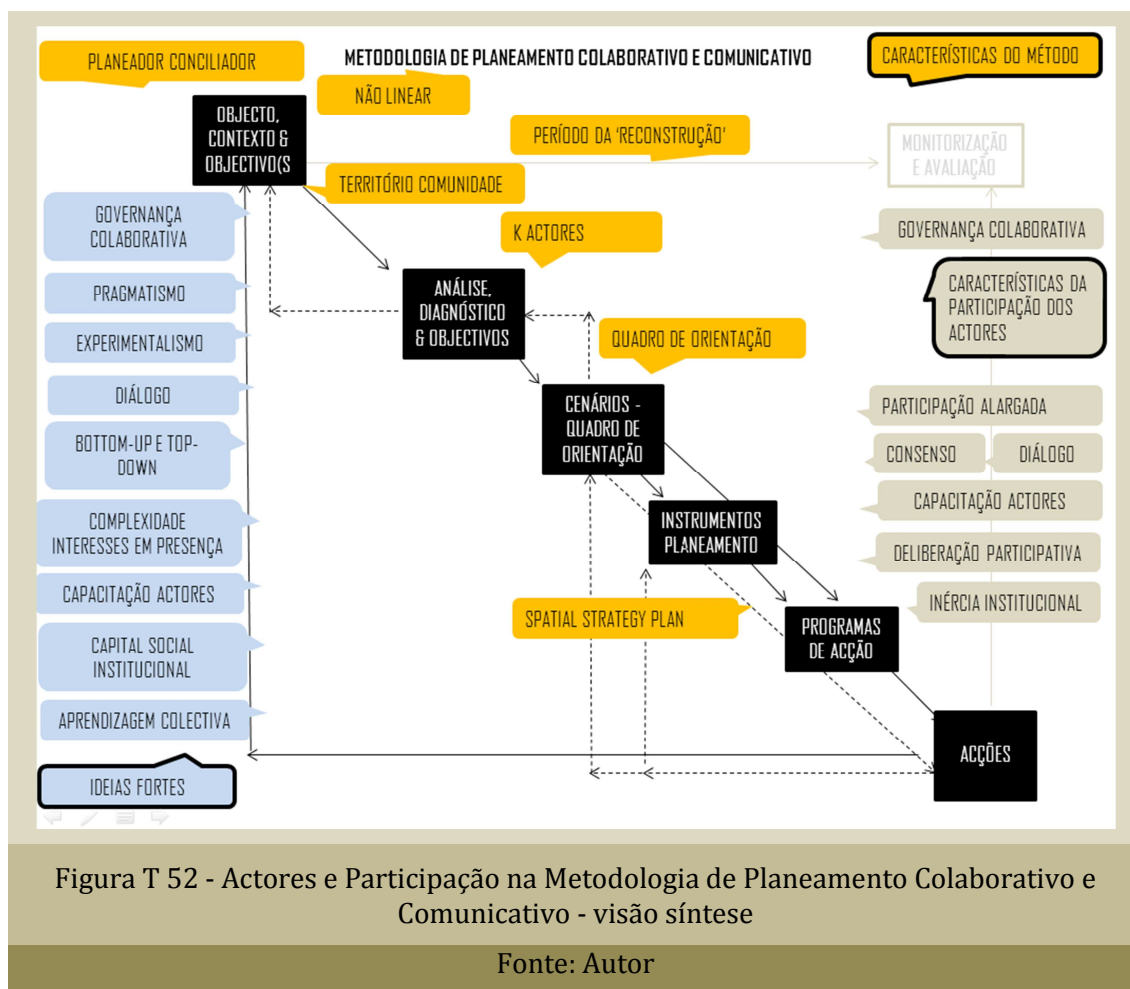 PLANEADOR CONCILIADOR
METODOLOGIA DE PLANEAMENTO COLABORATIVO E COMUNICATIVO
CARACTERÍSTICAS DO MÉTODO
NÃO LINEAR
OBJECTO,
CONTEXTO &
OBJECTIVO(S
PERÍODO DA 'RECONSTRUÇÃO'
MONITORIZAÇÃO
E AVALIAÇÃO
TERRITÓRIO COMUNIDADE
GOVERNANÇA
COLABORATIVA
K ACTORES
GOVERNANÇA COLABORATIVA
PRAGMATISMO
ANÁLISE,
DIAGNÓSTICO
& OBJECTIVOS
CARACTERÍSTICAS DA
PARTICIPAÇÃO DOS
ACTORES
EXPERIMENTALISMO
QUADRO DE ORIENTAÇÃO
DIÁLOGO
CENÁRIOS -
QUADRO DE
ORIENTAÇÃO
PARTICIPAÇÃO ALARGADA
BOTTOM-UP E TOP-
DOWN
CONSENSO
DIÁLOGO
CAPACITAÇÃO ACTORES
COMPLEXIDADE
INTERESSES EM PRESENÇA
INSTRUMENTOS
PLANEAMENTO
DELIBERAÇÃO PARTICIPATIVA
CAPACITAÇÃO ACTORES
INÉRCIA INSTITUCIONAL
SPATIAL STRATEGY PLAN
PROGRAMAS
DE ACÇÃO
CAPITAL SOCIAL
INSTITUCIONAL
APRENDIZAGEM COLECTIVA
ACÇÕES
IDEIAS FORTES
Figura T 52 - Actores e Participação na Metodologia de Planeamento Colaborativo e
Comunicativo - visão síntese
Fonte: Autor